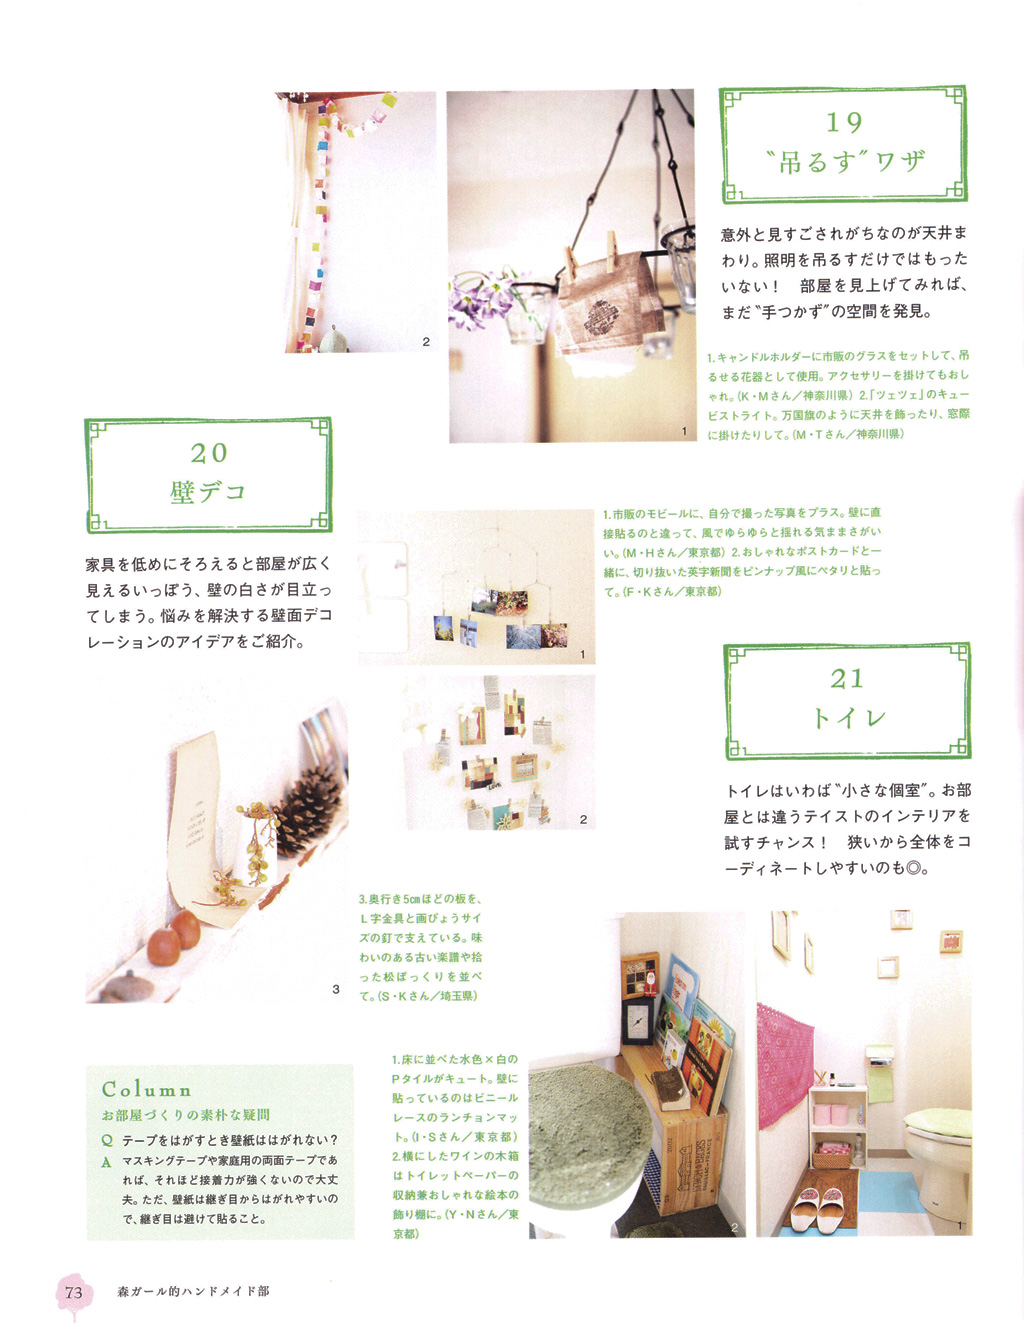 19
“吊るす”ワザ
意外と見すごされがちなのが天井ま
わり。照明を吊るすだけではもった
いない！　部屋を見上げてみれば、
まだ“手つかず”の空間を発見。
1.キャンドルホルダーに市販のグラスをセットして、吊
るせる花器として使用。アクセサリーを掛けてもおし
ゃれ。(K・Mさん／神奈川県) 2.「ツェツェ」のキュー
ビストライト。万国旗のように天井を飾ったり、窓際
に掛けたりして。(M・Tさん／神奈川県)
2
1
20
壁デコ
家具を低めにそろえると部屋が広く
見えるいっぽう、壁の白さが目立っ
てしまう。悩みを解決する壁面デコ
レーションのアイデアをご紹介。
1.市販のモビールに、自分で撮った写真をプラス。壁に直
接貼るのと違って、風でゆらゆらと揺れる気ままさがい
い。(M・Hさん／東京都) 2.おしゃれなポストカードと一
緒に、切り抜いた英字新聞をピンナップ風にペタリと貼っ
て。(F・Kさん／東京都)
1
2
3
3.奥行き5cmほどの板を、
L字金具と画びょうサイ
ズの釘で支えている。味
わいのある古い楽譜や拾
った松ぼっくりを並べ
て。(S・Kさん／埼玉県)
21
トイレ
トイレはいわば“小さな個室”。お部
屋とは違うテイストのインテリアを
試すチャンス！　狭いから全体をコ
ーディネートしやすいのも◎。
1.床に並べた水色×白の
Pタイルがキュート。壁に
貼っているのはビニール
レースのランチョンマッ
ト。(I・Sさん／東京都)
2.横にしたワインの木箱
はトイレットペーパーの
収納兼おしゃれな絵本の
飾り棚に。(Y・Nさん／東
京都)
2
1
Column
お部屋づくりの素朴な疑問
Q テープをはがすとき壁紙ははがれない？
A マスキングテープや家庭用の両面テープであ
れば、それほど接着力が強くないので大丈
夫。ただ、壁紙は継ぎ目からはがれやすいの
で、継ぎ目は避けて貼ること。
73 森ガール的ハンドメイド部